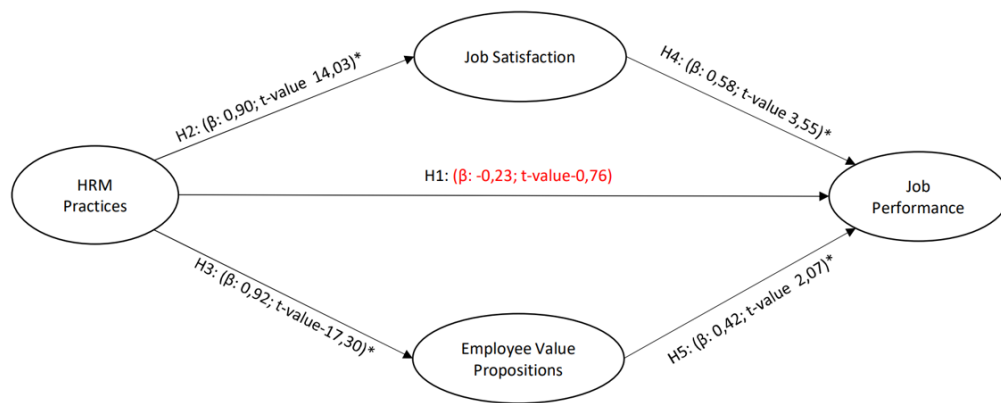 Job Satisfaction
H2: (β: 0,90; t-value  14,03)*
H4: (β: 0,58; t-value 3,55)*
HRM
Practices
H1: (β: -0,23; t-value-0,76)
Job
Performance
H3: (β: 0,92; t-value-17,30)*
H5: (β: 0,42; t-value  2,07)*
Employee Value
Propositions